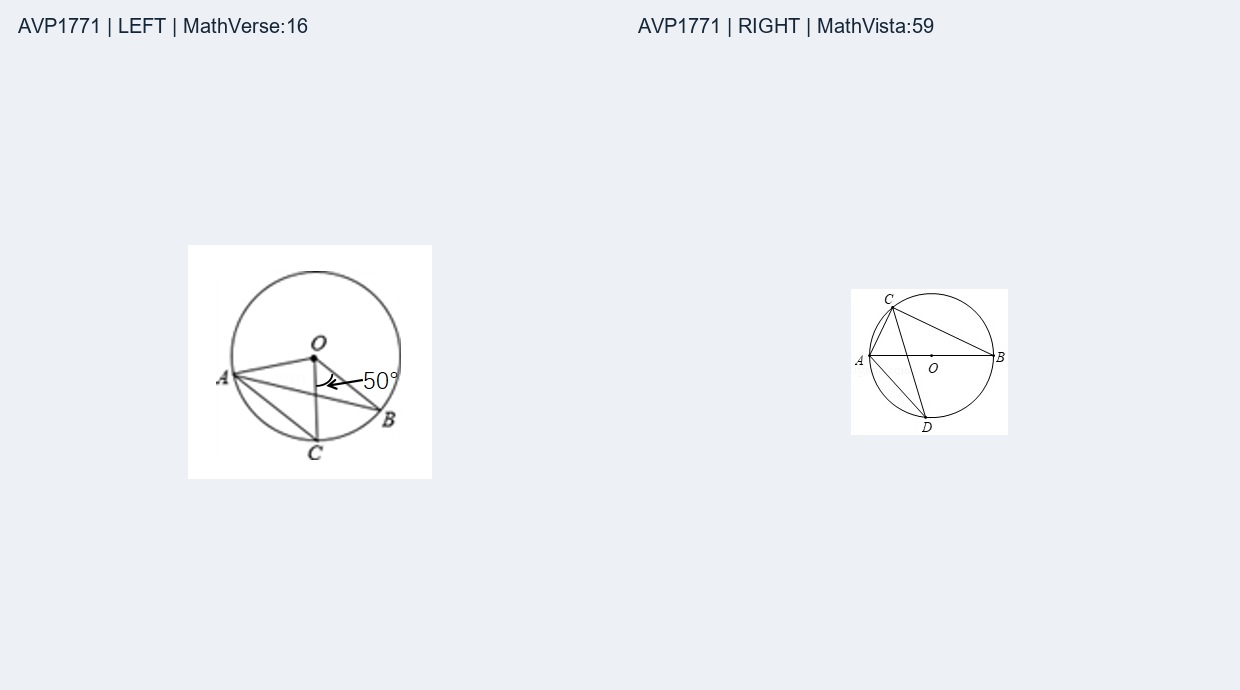 AVP1771 | LEFT | MathVerse:16
AVP1771 | RIGHT | MathVista:59
O
A
50°
B
C
C
A
B
O
D